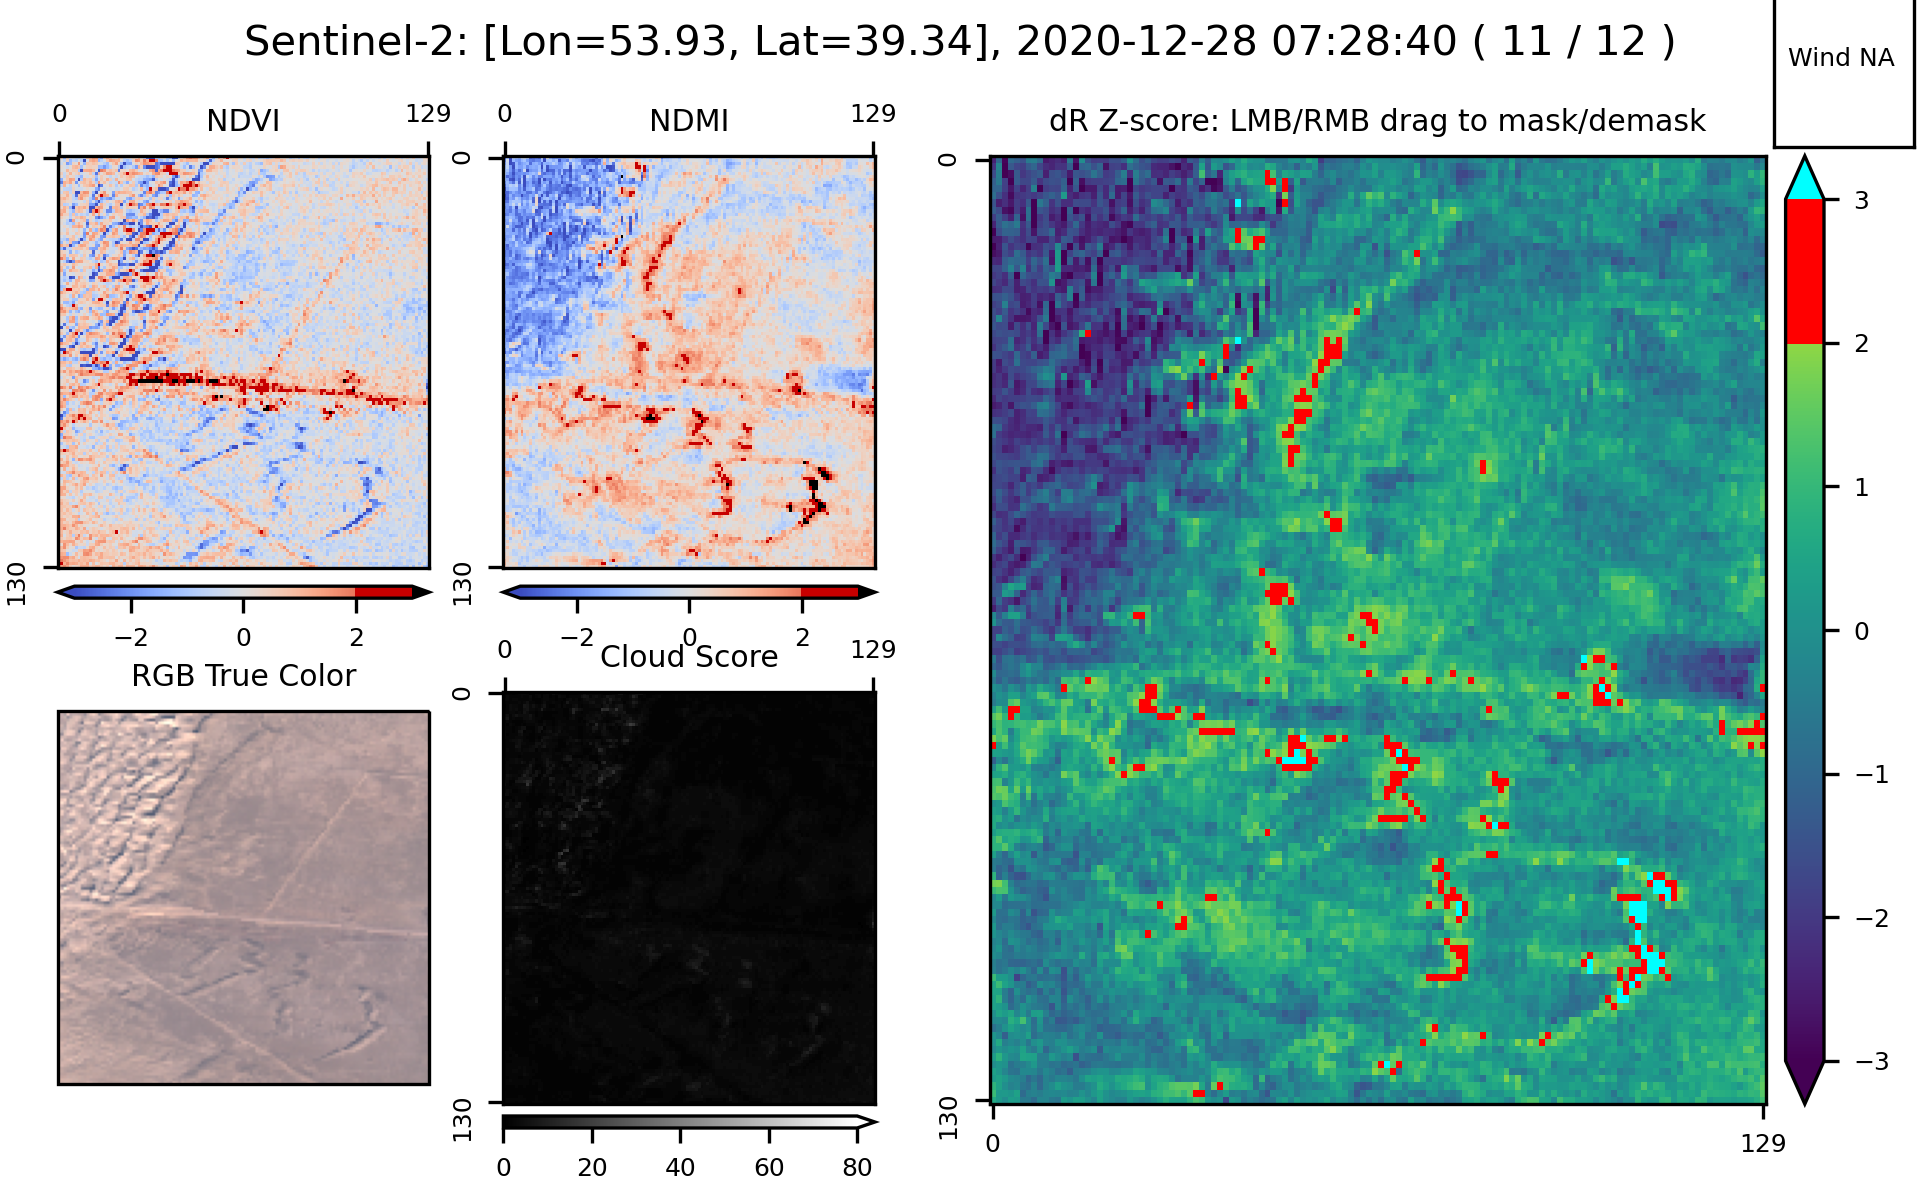 Sentinel-2: [Lon=53.93, Lat=39.34], 2020-12-28 07:28:40 ( 11 / 12 )
Wind NA
NDVI
0 129
0
130
−2 0 2
NDMI
0 129
0
130
−2 0 2
RGB True Color
Cloud Score
0 129
0
130
0 20 40 60 80
dR Z-score: LMB/RMB drag to mask/demask
0
130
0 129
3
2
1
0
−1
−2
−3